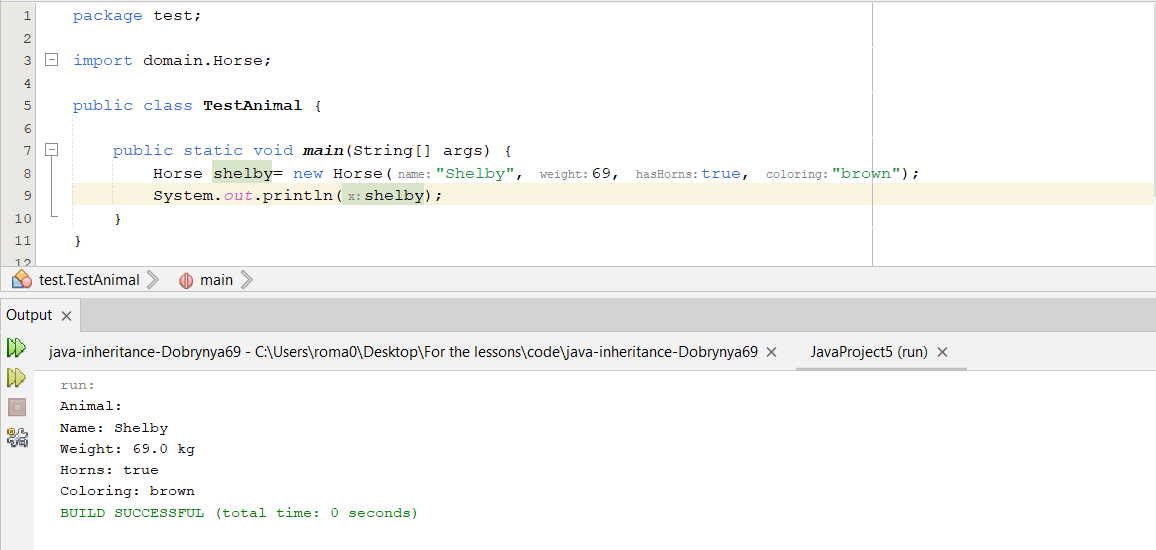 1 package test;
2
3 import domain.Horse;
4
5 public class TestAnimal {
6
7 public static void main(String[] args) {
8 Horse shelby= new Horse( name: "Shelby", weight: 69, hasHorns: true, coloring: "brown");
9 System.out.println( x: shelby);
10 }
11 }
12
test.TestAnimal main
Output
java-inheritance-Dobrynya69 - C:\Users\roma0\Desktop\For the lessons\code\java-inheritance-Dobrynya69 JavaProject5 (run)
run:
Animal:
Name: Shelby
Weight: 69.0 kg
Horns: true
Coloring: brown
BUILD SUCCESSFUL (total time: 0 seconds)